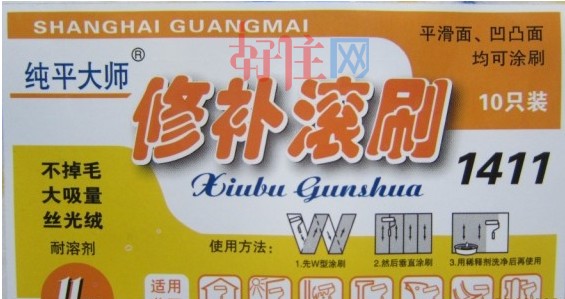 SHANGHAI GUANGMAI
好住网
平滑面、凹凸面
均可涂刷
纯平大师®
修补滚刷
10只装
Xiubu Gunshua
1411
不掉毛
大吸量
丝光绒
耐溶剂
使用方法：
1.先W型涂刷
2.然后垂直涂刷
3.用稀释剂洗净后再使用
适用